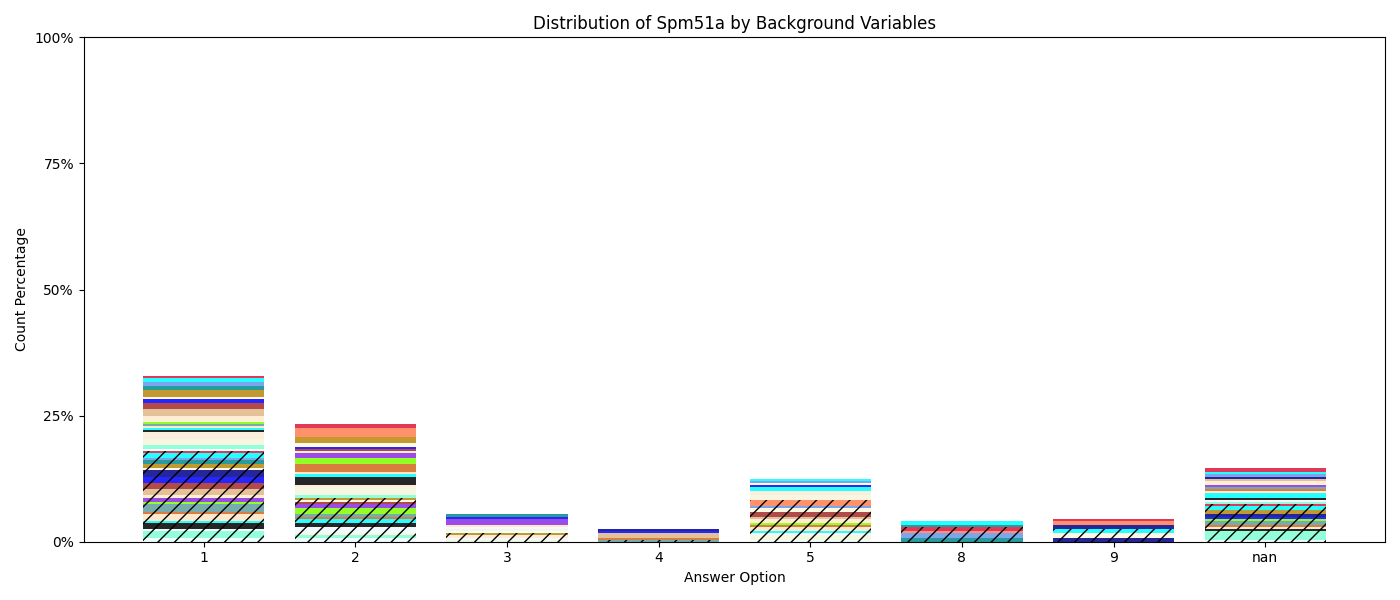 Distribution of Spm51a by Background Variables
100%
75%
50%
25%
0%
Count Percentage
1 2 3 4 5 8 9 nan
Answer Option